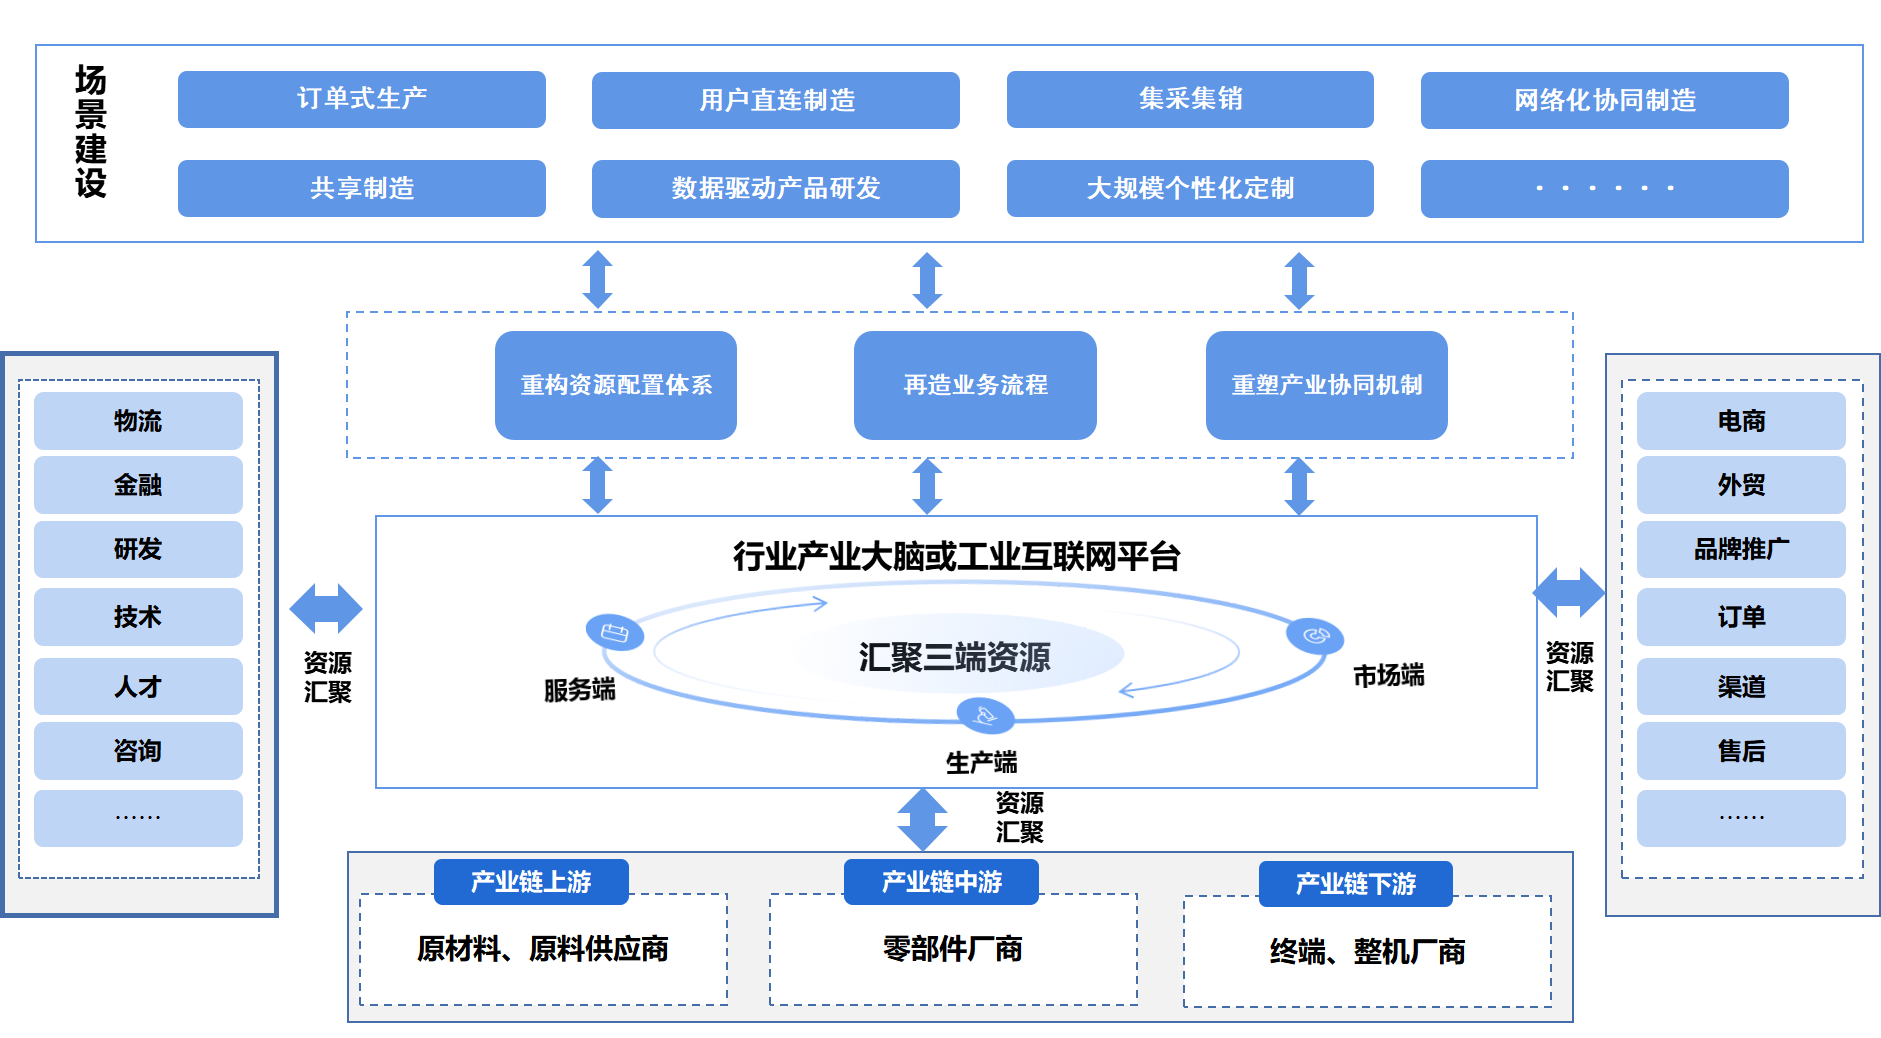 场景建设
订单式生产
用户直连制造
集采集销
网络化协同制造
共享制造
数据驱动产品研发
大规模个性化定制
······
重构资源配置体系
再造业务流程
重塑产业协同机制
物流
金融
研发
技术
人才
咨询
……
资源
汇聚
行业产业大脑或工业互联网平台
汇聚三端资源
服务端
市场端
生产端
资源
汇聚
电商
外贸
品牌推广
订单
渠道
售后
……
资源
汇聚
产业链上游
原材料、原料供应商
产业链中游
零部件厂商
产业链下游
终端、整机厂商